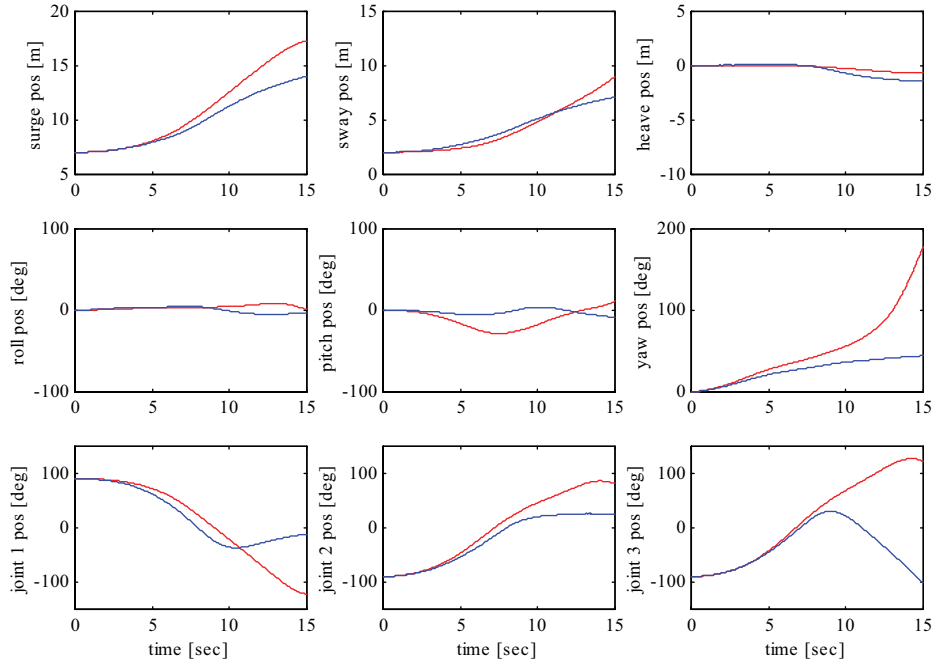 surge pos [m]
20
15
10
5
0 5 10 15
sway pos [m]
15
10
5
0
0 5 10 15
heave pos [m]
5
0
-5
-10
0 5 10 15
roll pos [deg]
100
0
-100
0 5 10 15
pitch pos [deg]
100
0
-100
0 5 10 15
yaw pos [deg]
200
100
0
0 5 10 15
joint 1 pos [deg]
100
0
-100
0 5 10 15
time [sec]
joint 2 pos [deg]
100
0
-100
0 5 10 15
time [sec]
joint 3 pos [deg]
100
0
-100
0 5 10 15
time [sec]